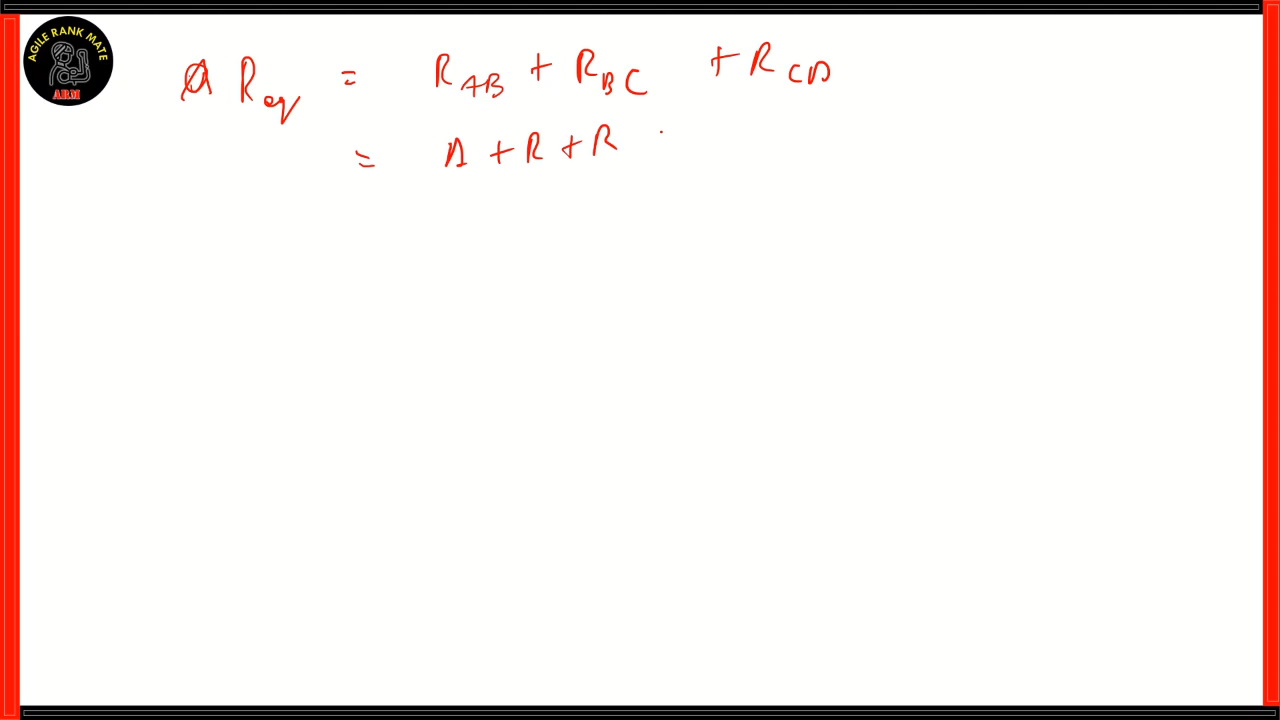 AGILE RANK MATE
ARM
R_eq = R_AB + R_BC + R_CD
= R + R + R